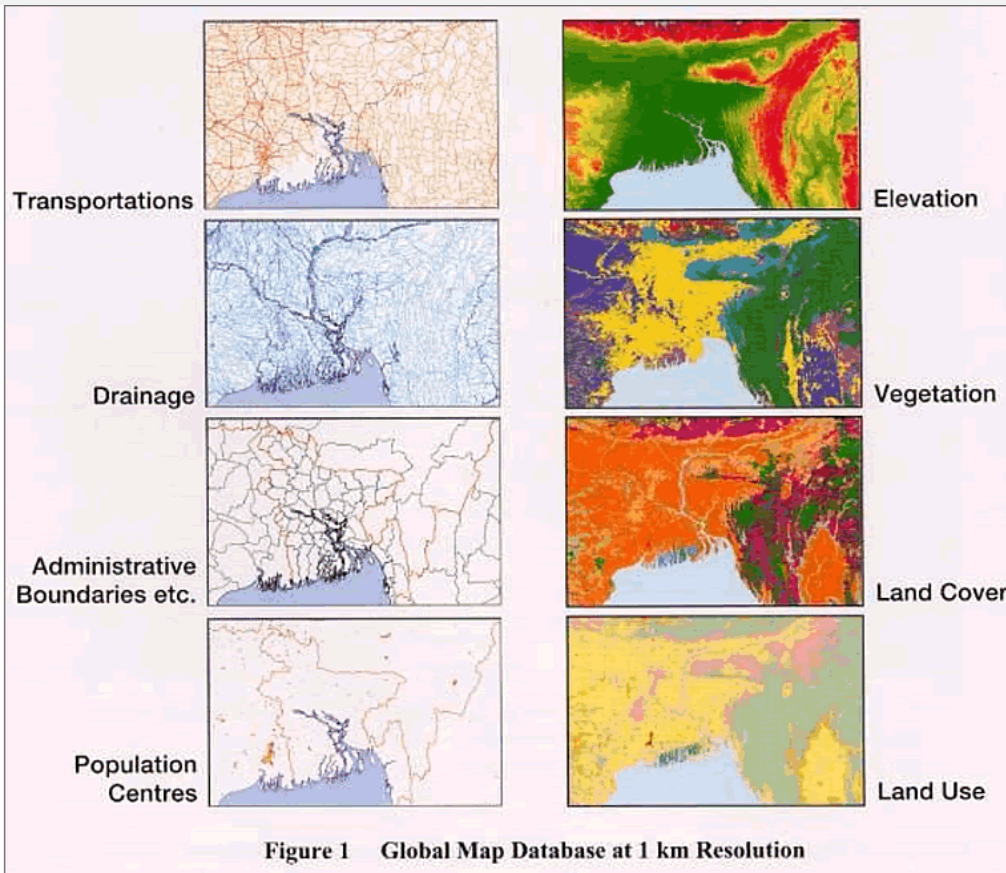 Transportations
Elevation
Drainage
Vegetation
Administrative
Boundaries etc.
Land Cover
Population
Centres
Land Use
Figure 1 Global Map Database at 1 km Resolution